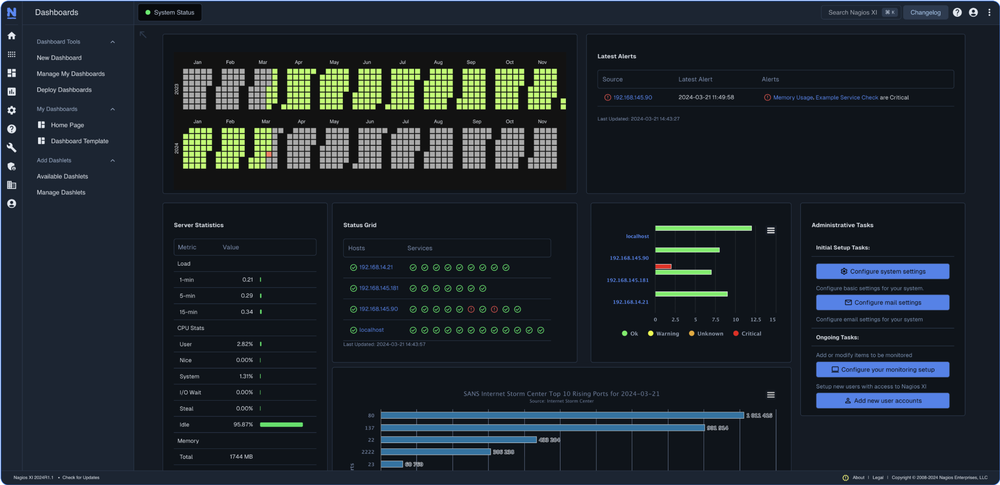 N
Dashboards
System Status
Search Nagios XI
⌘ K
Changelog
Dashboard Tools
New Dashboard
Manage My Dashboards
Deploy Dashboards
My Dashboards
Home Page
Dashboard Template
Add Dashlets
Available Dashlets
Manage Dashlets
Jan Feb Mar Apr May Jun Jul Aug Sep Oct Nov
2023
Jan Feb Mar Apr May Jun Jul Aug Sep Oct Nov
2024
Latest Alerts
Source Latest Alert Alerts
192.168.145.90 2024-03-21 11:49:58 Memory Usage, Example Service Check are Critical
Last Updated: 2024-03-21 14:43:27
Server Statistics
Metric Value
Load
1-min 0.21
5-min 0.29
15-min 0.34
CPU Stats
User 2.82%
Nice 0.00%
System 1.31%
I/O Wait 0.00%
Steal 0.00%
Idle 95.87%
Memory
Total 1744 MB
Status Grid
Hosts Services
192.168.14.21
192.168.145.181
192.168.145.90
localhost
Last Updated: 2024-03-21 14:43:57
localhost
192.168.145.90
192.168.145.181
192.168.14.21
0 2.5 5 7.5 10 12.5 15
Ok Warning Unknown Critical
Administrative Tasks
Initial Setup Tasks:
Configure system settings
Configure basic settings for your system.
Configure mail settings
Configure email settings for your system
Ongoing Tasks:
Add or modify items to be monitored
Configure your monitoring setup
Setup new users with access to Nagios XI
Add new user accounts
SANS Internet Storm Center Top 10 Rising Ports for 2024-03-21
Source: Internet Storm Center
80 1 011 416
137 901 914
22 433 204
2222 306 238
23 60 760
rts
Nagios XI 2024R1.1 • Check for Updates
About | Legal | Copyright © 2008-2024 Nagios Enterprises, LLC